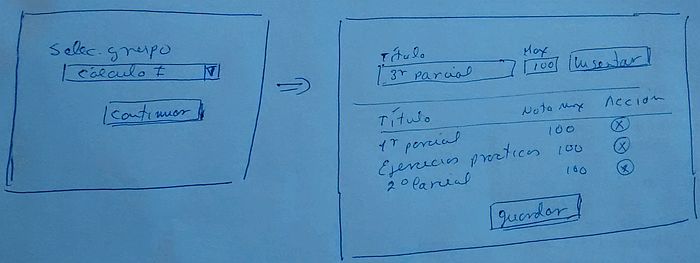 Selec. grupo
Cálculo I
Continuar
Título
Max
3r parcial
100
Insertar
Título Nota Max Acción
1r parcial 100 X
Ejercicios practicos 100 X
2º Parcial 100 X
guardar